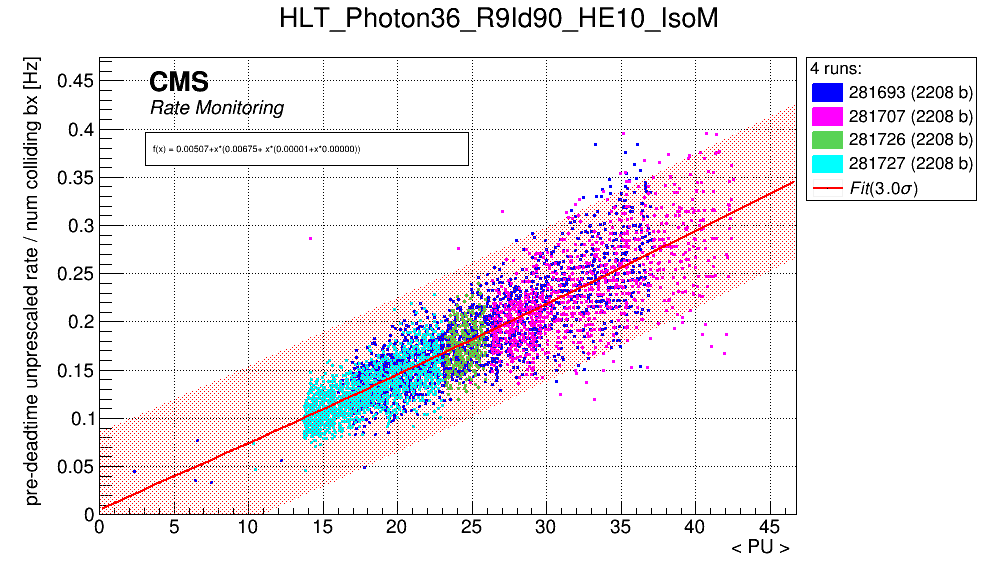 HLT_Photon36_R9Id90_HE10_IsoM
pre-deadtime unprescaled rate / num colliding bx [Hz]
CMS
Rate Monitoring
f(x) = 0.00507+x*(0.00675+ x*(0.00001+x*0.00000))
0.45
0.4
0.35
0.3
0.25
0.2
0.15
0.1
0.05
0
0 5 10 15 20 25 30 35 40 45
< PU >
4 runs:
281693 (2208 b)
281707 (2208 b)
281726 (2208 b)
281727 (2208 b)
Fit(3.0σ)